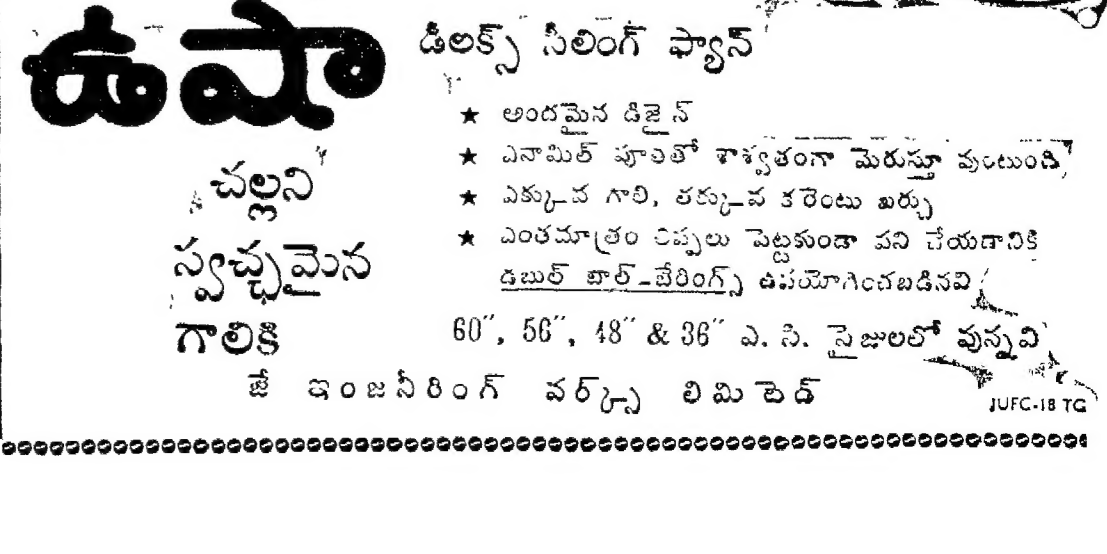 ఉషా
డీలక్స్ సీలింగ్ ఫ్యాన్
చల్లని
స్వచ్ఛమైన
గాలికి
★ అందమైన డిజైన్
★ ఎనామిల్ పూతతో శాశ్వతంగా మెరుస్తూ వుంటుంది
★ ఎక్కువ గాలి, తక్కువ కరెంటు ఖర్చు
★ ఎంతమాత్రం చిప్పలు పెట్టకుండా పని చేయడానికి
డబుల్ బాల్-బేరింగ్స్ ఉపయోగించబడినవి
60", 56", 48" & 36" ఎ. సి. సైజులలో వున్నవి
జే ఇంజనీరింగ్ వర్క్స్ లిమిటెడ్
JUFC-18 TG